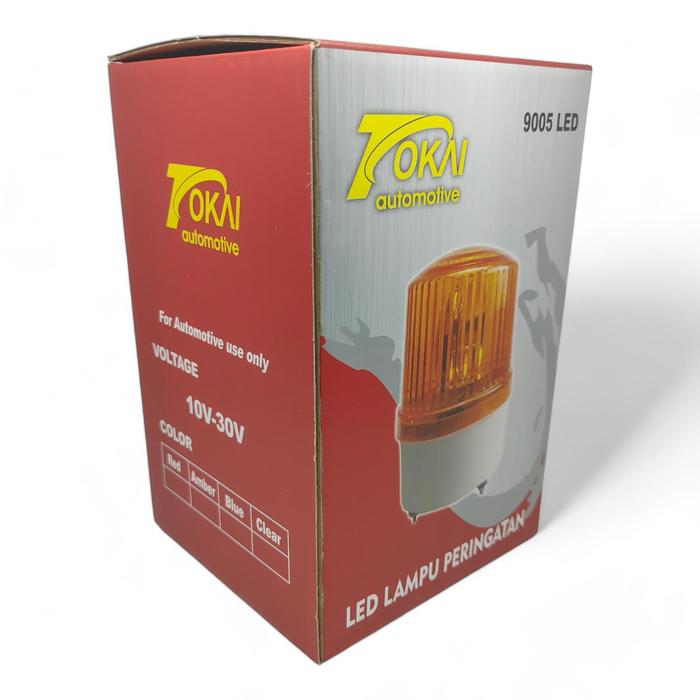 TOKAI
automotive
For Automotive use only
VOLTAGE
10V-30V
COLOR
Red Amber Blue Clear
TOKAI
automotive
9005 LED
LED LAMPU PERINGATAN